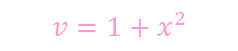 v = 1 + x²